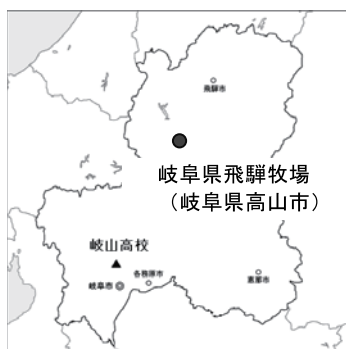 飛騨市
岐阜県飛騨牧場
（岐阜県高山市）
岐山高校
各務原市
岐阜市
恵那市